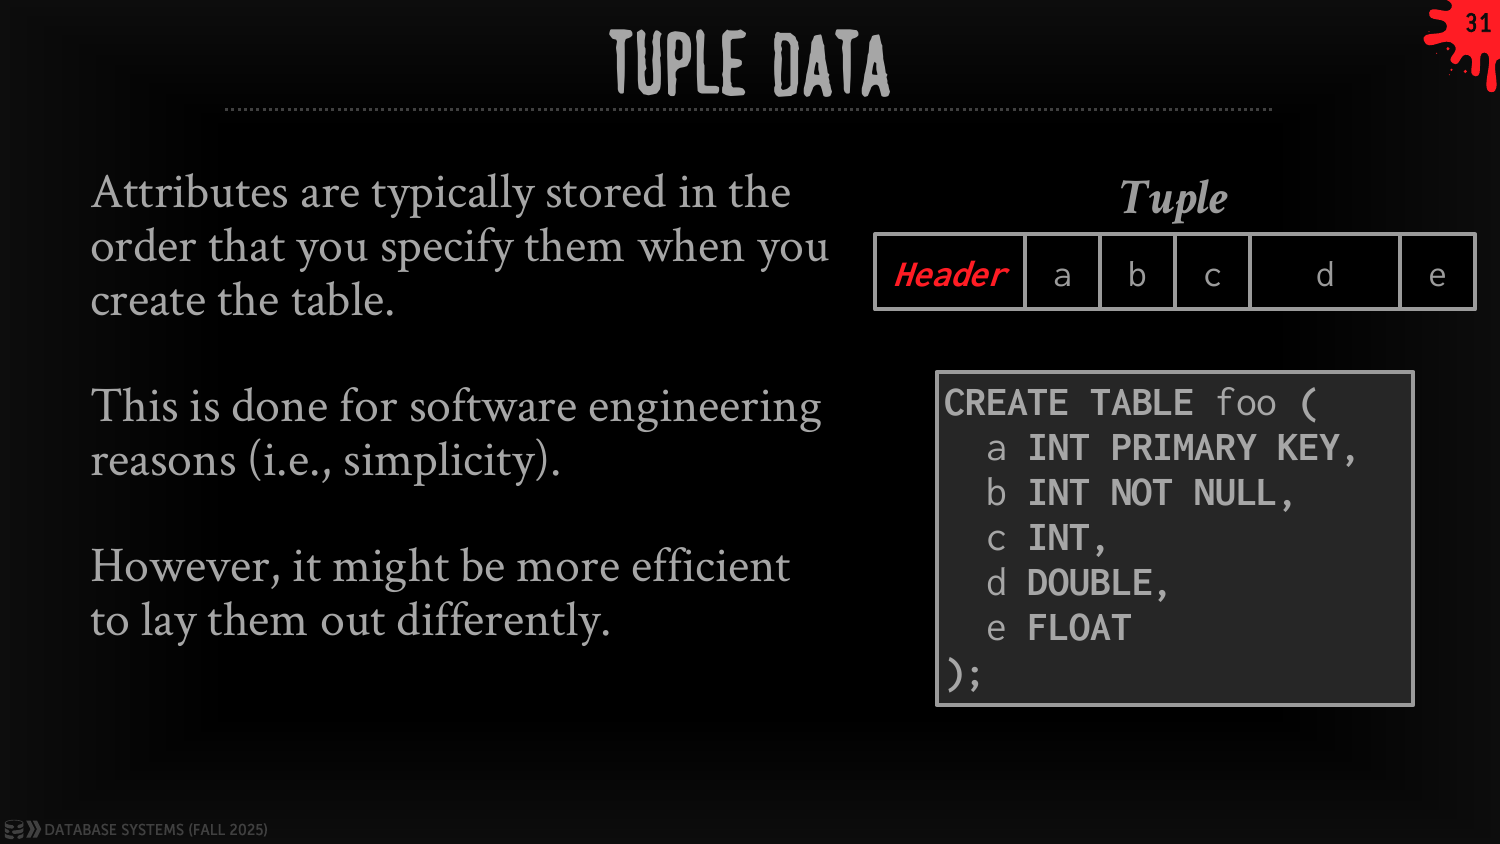 TUPLE DATA
31
Attributes are typically stored in the
order that you specify them when you
create the table.
This is done for software engineering
reasons (i.e., simplicity).
However, it might be more efficient
to lay them out differently.
Tuple
Header a b c d e
CREATE TABLE foo (
  a INT PRIMARY KEY,
  b INT NOT NULL,
  c INT,
  d DOUBLE,
  e FLOAT
);
DATABASE SYSTEMS (FALL 2025)